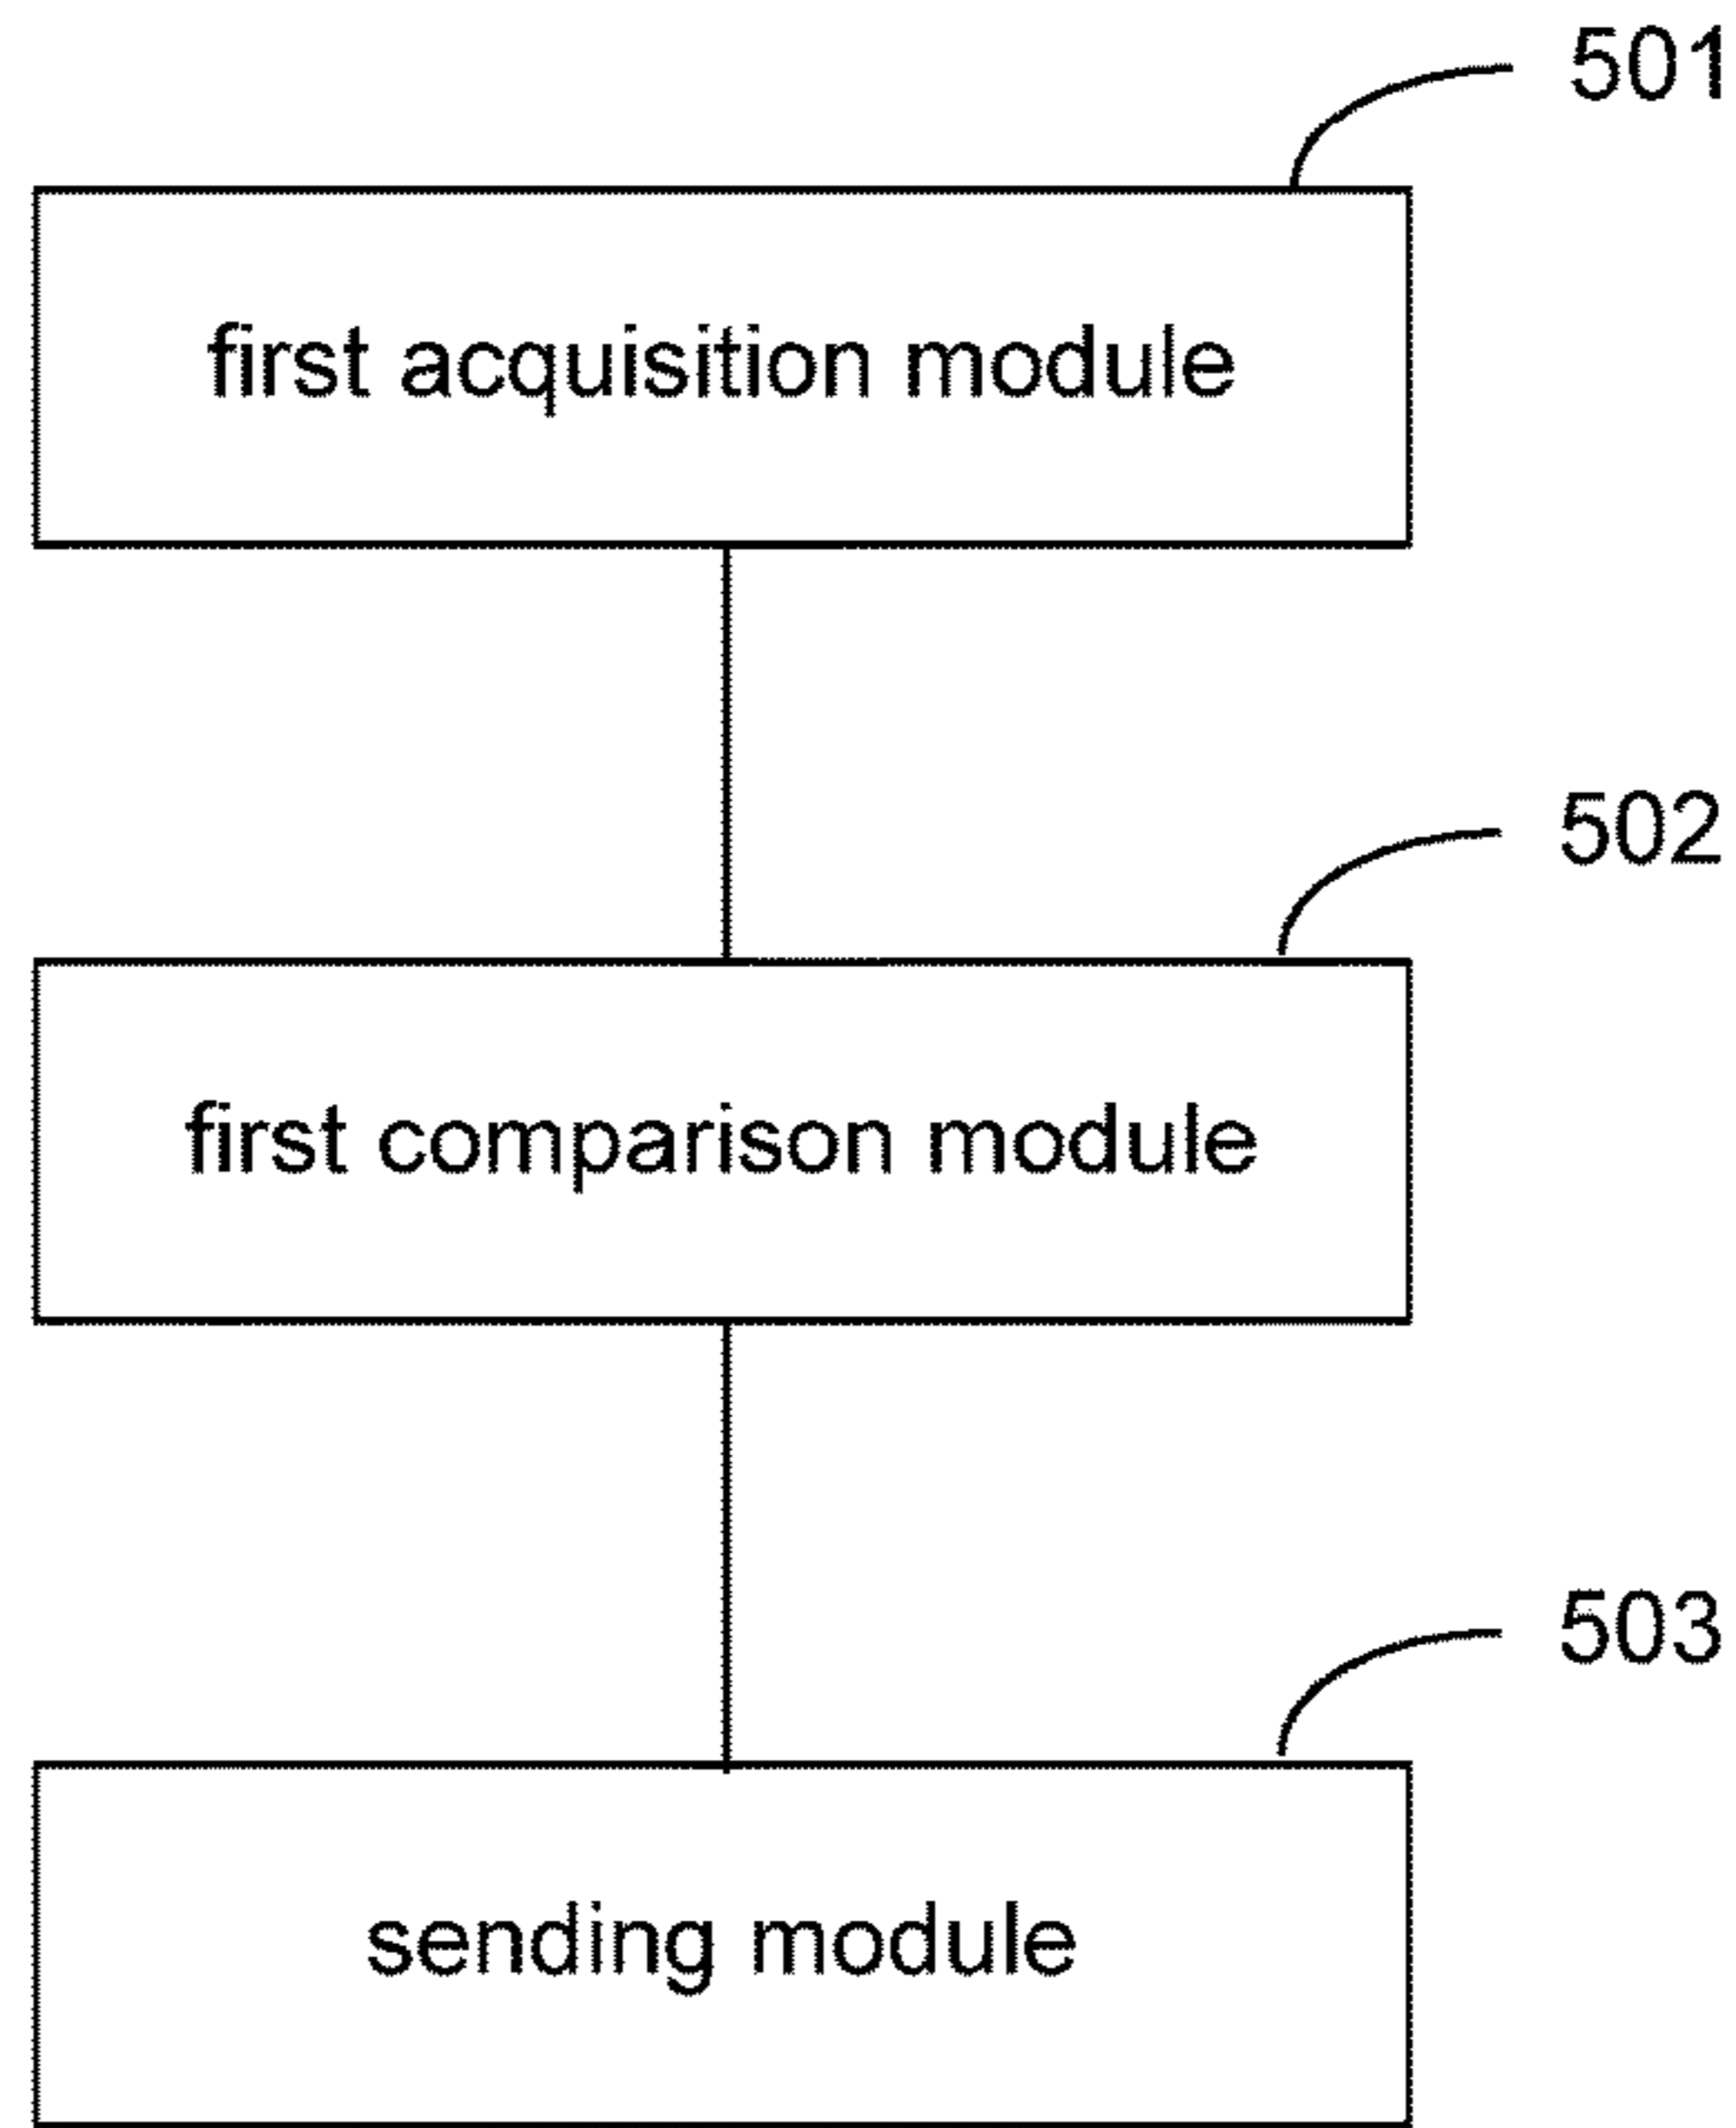 501
first acquisition module
502
first comparison module
503
sending module